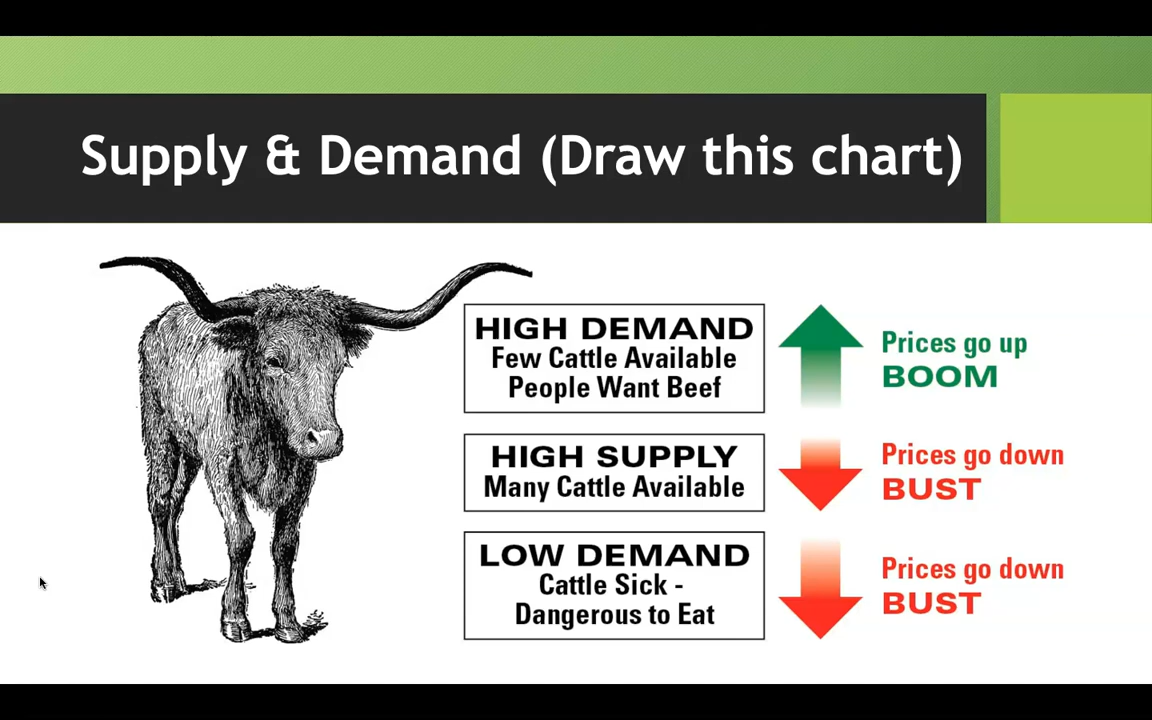 Supply & Demand (Draw this chart)
HIGH DEMAND
Few Cattle Available
People Want Beef
Prices go up
BOOM
HIGH SUPPLY
Many Cattle Available
Prices go down
BUST
LOW DEMAND
Cattle Sick -
Dangerous to Eat
Prices go down
BUST